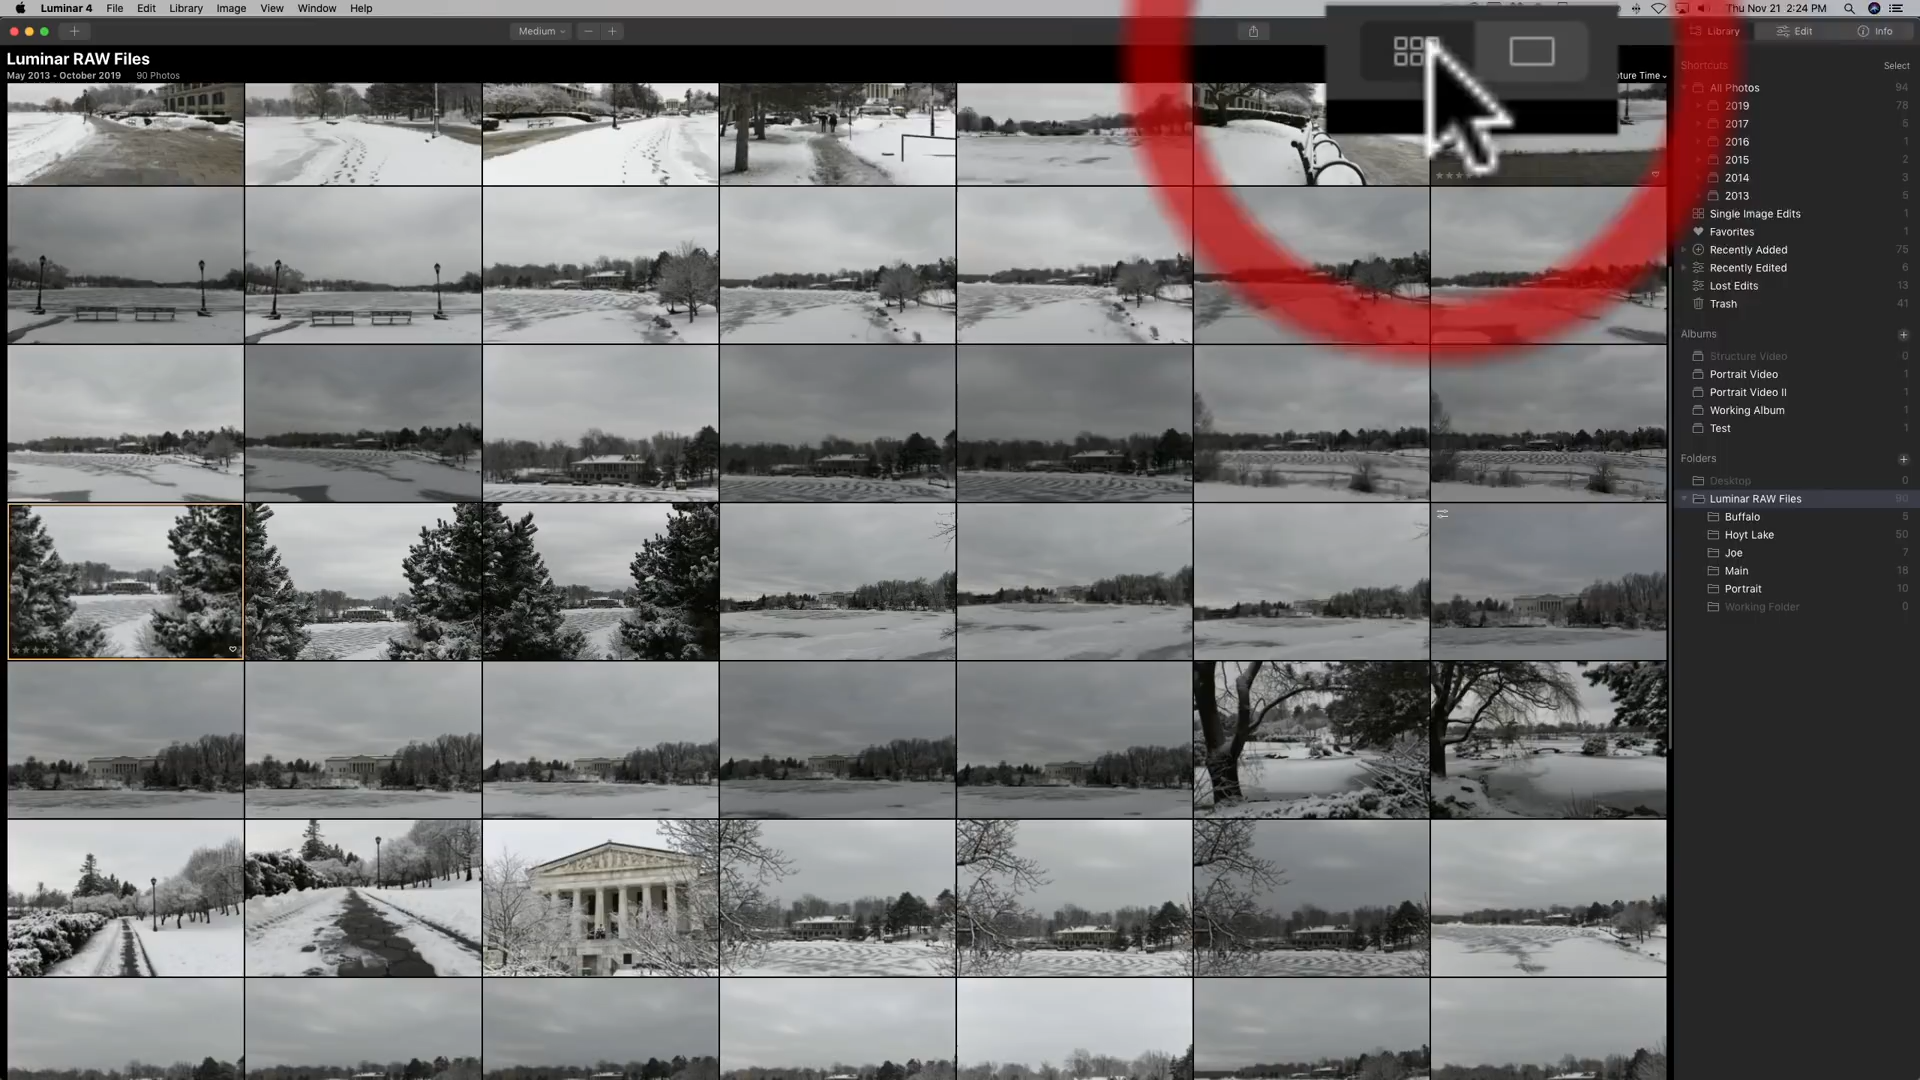 Luminar 4 File Edit Library Image View Window Help
Thu Nov 21 2:24 PM
Medium
Library Edit Info
Luminar RAW Files
May 2013 - October 2019 90 Photos
Shortcuts Select
All Photos 94
2019 78
2017 5
2016 1
2015 2
2014 3
2013 5
Single Image Edits 1
Favorites 1
Recently Added 75
Recently Edited 6
Lost Edits 13
Trash 41
Albums
Structure Video 0
Portrait Video 1
Portrait Video II 1
Working Album 1
Test 1
Folders
Desktop 0
Luminar RAW Files 90
Buffalo 5
Hoyt Lake 50
Joe 7
Main 18
Portrait 10
Working Folder 0